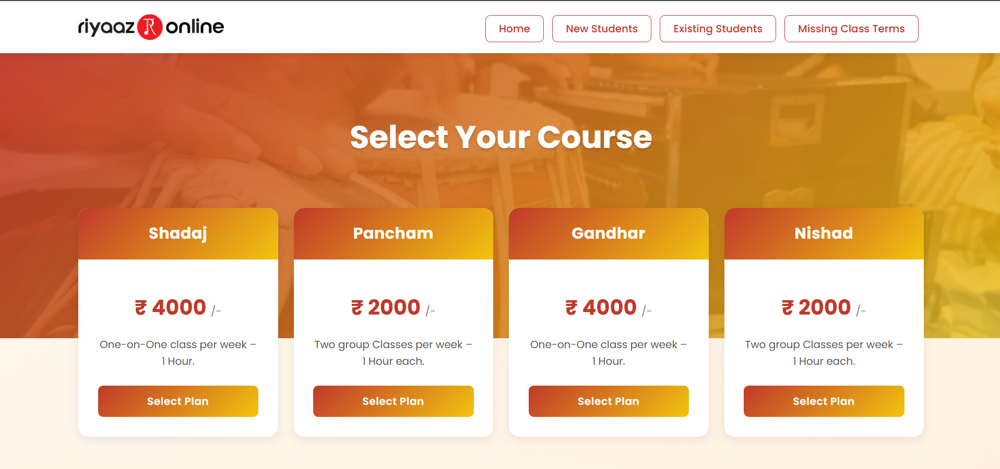 riyaaz र online
Home
New Students
Existing Students
Missing Class Terms
Select Your Course
Shadaj
₹ 4000 /-
One-on-One class per week –
1 Hour.
Select Plan
Pancham
₹ 2000 /-
Two group Classes per week –
1 Hour each.
Select Plan
Gandhar
₹ 4000 /-
One-on-One class per week –
1 Hour.
Select Plan
Nishad
₹ 2000 /-
Two group Classes per week –
1 Hour each.
Select Plan